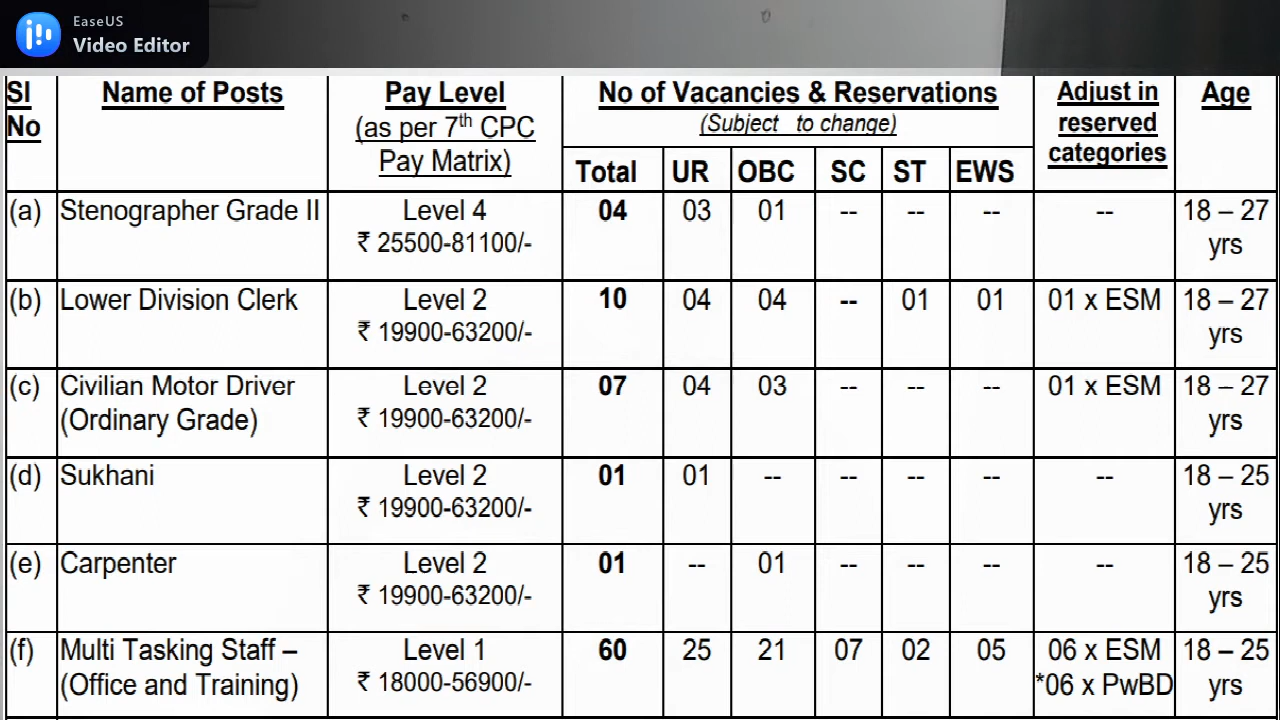 EaseUS
Video Editor
Sl No | Name of Posts | Pay Level (as per 7th CPC Pay Matrix) | No of Vacancies & Reservations (Subject to change) | Adjust in reserved categories | Age
Total | UR | OBC | SC | ST | EWS
(a) | Stenographer Grade II | Level 4 ₹ 25500-81100/- | 04 | 03 | 01 | -- | -- | -- | -- | 18 – 27 yrs
(b) | Lower Division Clerk | Level 2 ₹ 19900-63200/- | 10 | 04 | 04 | -- | 01 | 01 | 01 x ESM | 18 – 27 yrs
(c) | Civilian Motor Driver (Ordinary Grade) | Level 2 ₹ 19900-63200/- | 07 | 04 | 03 | -- | -- | -- | 01 x ESM | 18 – 27 yrs
(d) | Sukhani | Level 2 ₹ 19900-63200/- | 01 | 01 | -- | -- | -- | -- | -- | 18 – 25 yrs
(e) | Carpenter | Level 2 ₹ 19900-63200/- | 01 | -- | 01 | -- | -- | -- | -- | 18 – 25 yrs
(f) | Multi Tasking Staff – (Office and Training) | Level 1 ₹ 18000-56900/- | 60 | 25 | 21 | 07 | 02 | 05 | 06 x ESM *06 x PwBD | 18 – 25 yrs